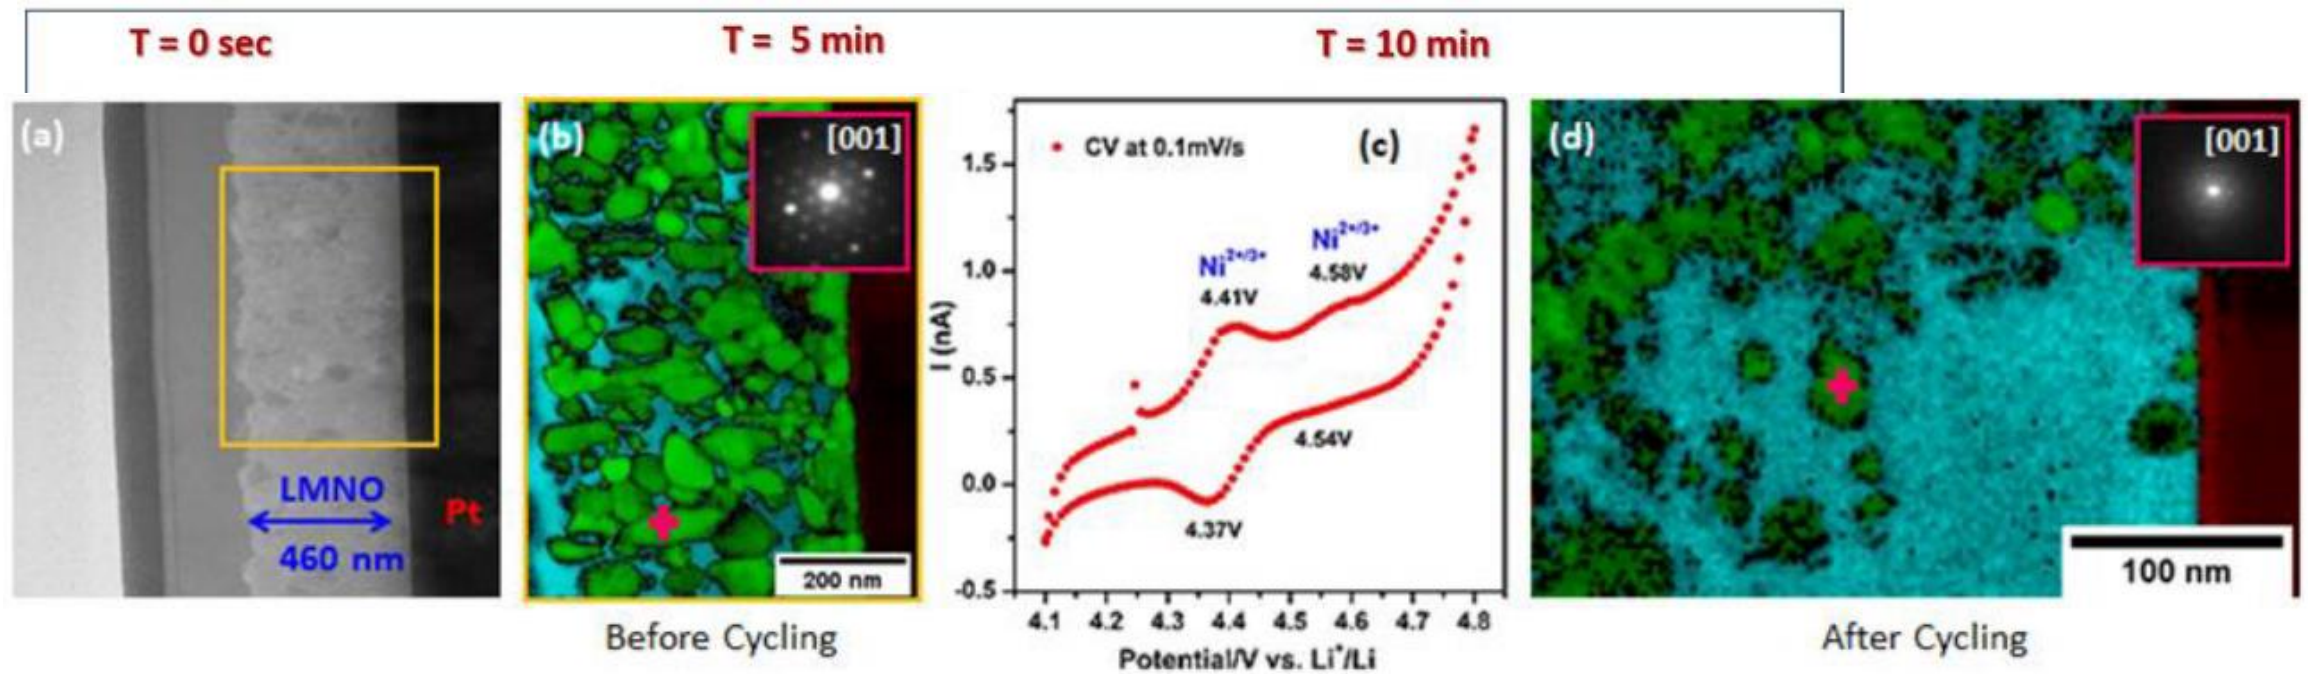 T = 0 sec
T = 5 min
T = 10 min
(a)
LMNO
460 nm
Pt
(b)
[001]
200 nm
Before Cycling
(c)
CV at 0.1mV/s
Ni2+/3+
4.41V
Ni2+/3+
4.58V
4.54V
4.37V
I (nA)
1.5
1.0
0.5
0.0
-0.5
4.1 4.2 4.3 4.4 4.5 4.6 4.7 4.8
Potential/V vs. Li+/Li
(d)
[001]
100 nm
After Cycling